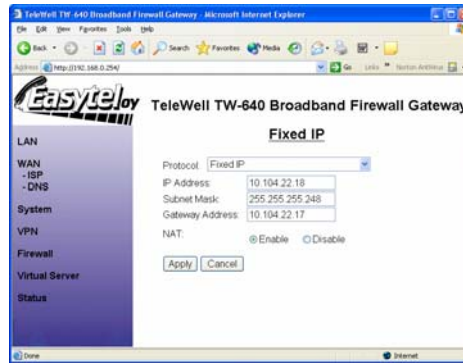 TeleWell TW-640 Broadband Firewall Gateway - Microsoft Internet Explorer
File Edit View Favorites Tools Help
Back Search Favorites Media
Address http://192.168.0.254/ Go Links Norton AntiVirus
Easytel oy TeleWell TW-640 Broadband Firewall Gateway
Fixed IP
LAN
WAN
- ISP
- DNS
System
VPN
Firewall
Virtual Server
Status
Protocol: Fixed IP
IP Address: 10.104.22.18
Subnet Mask: 255.255.255.248
Gateway Address: 10.104.22.17
NAT: Enable Disable
Apply Cancel
Done Internet